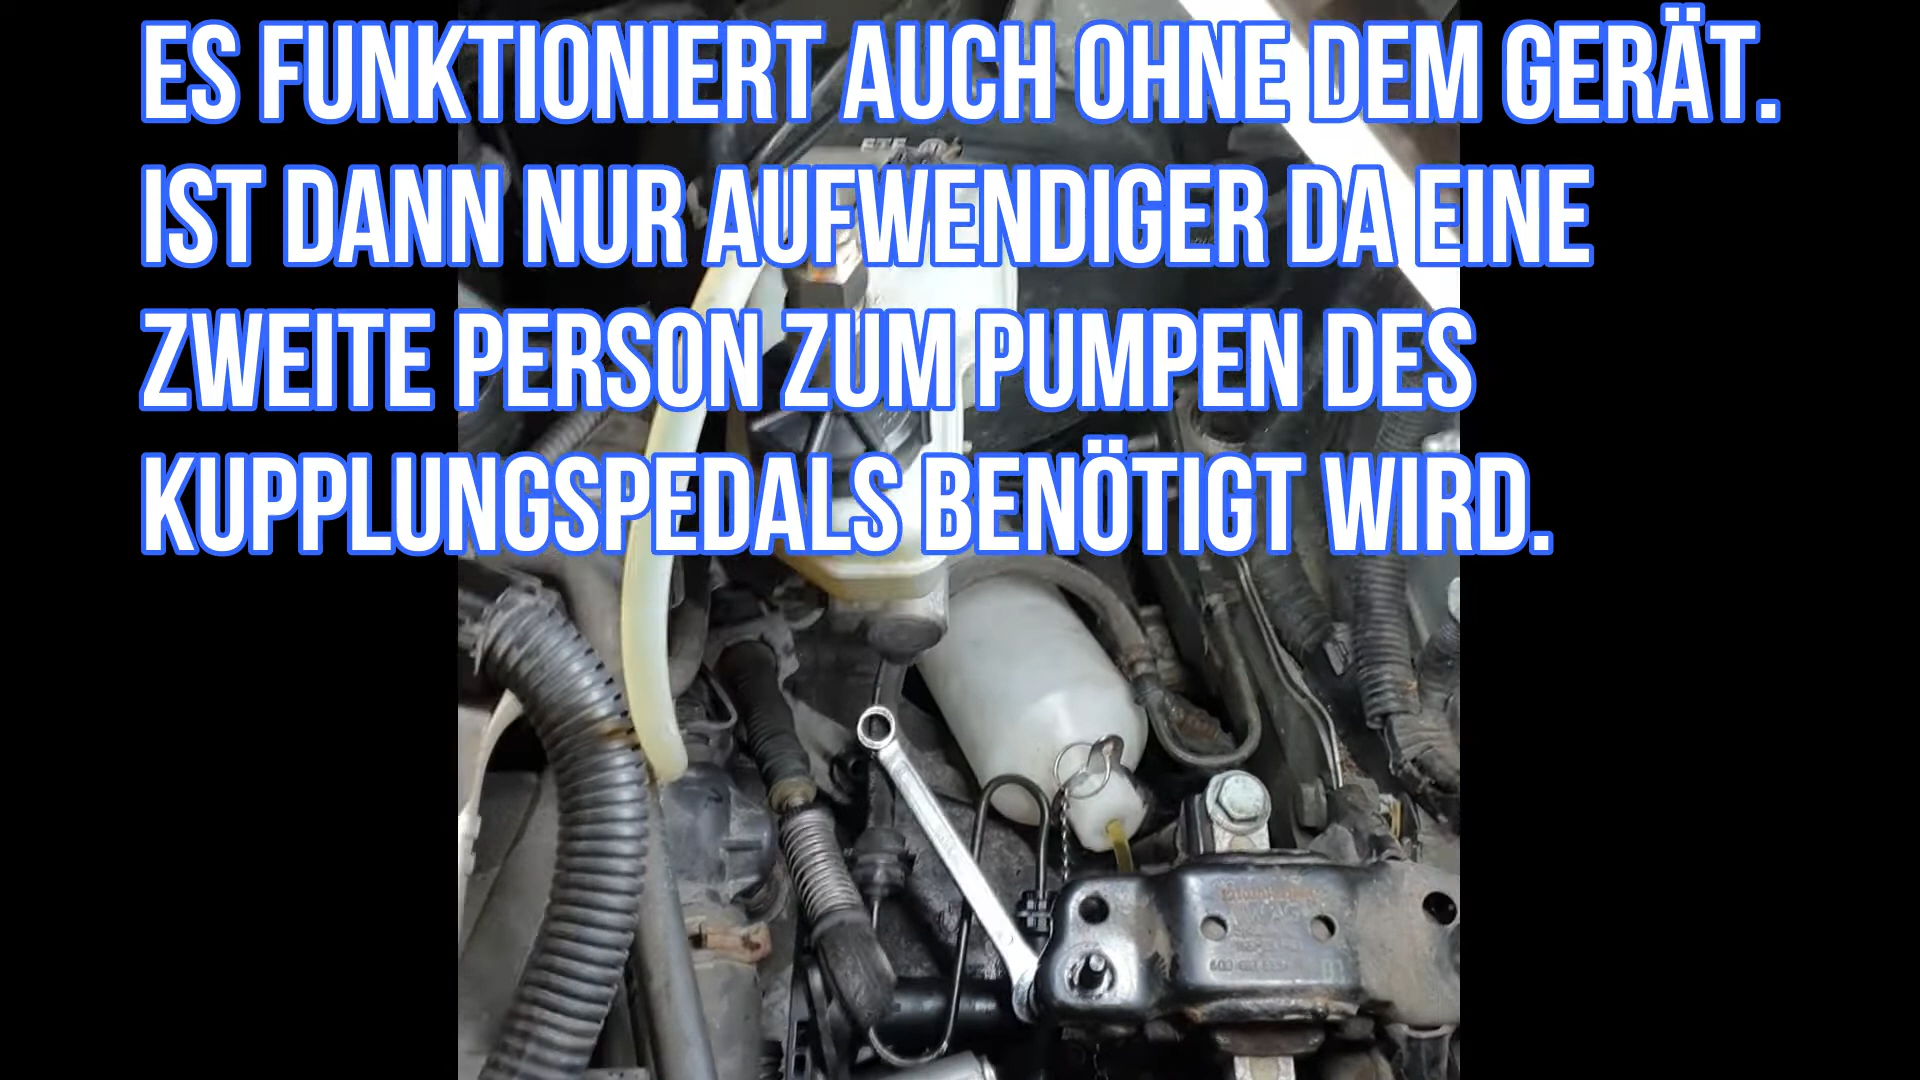 ES FUNKTIONIERT AUCH OHNE DEM GERÄT.
IST DANN NUR AUFWENDIGER DA EINE
ZWEITE PERSON ZUM PUMPEN DES
KUPPLUNGSPEDALS BENÖTIGT WIRD.